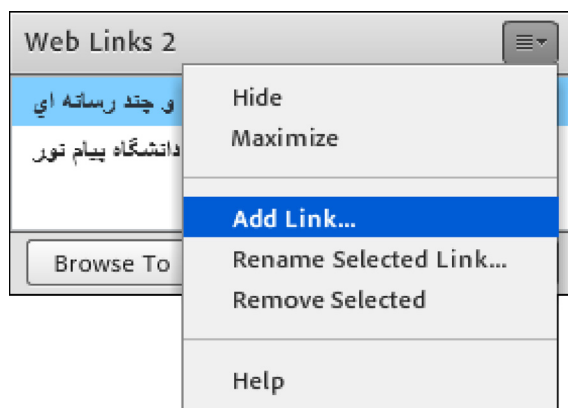 Web Links 2
و چند رسانه اي
دانشگاه پيام نور
Browse To
Hide
Maximize
Add Link...
Rename Selected Link...
Remove Selected
Help